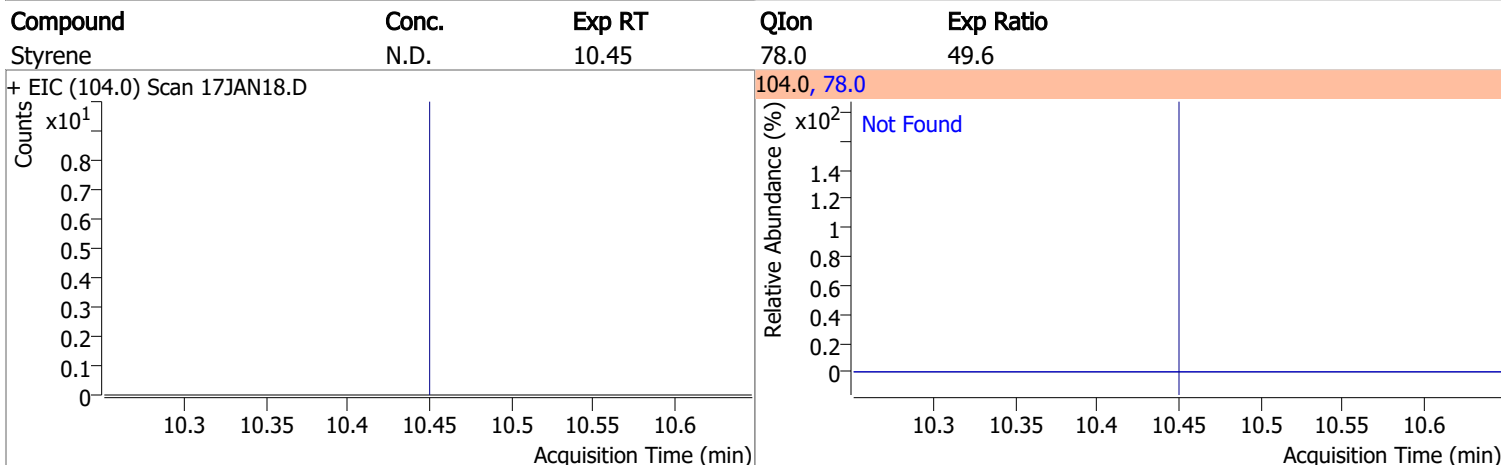 Compound Conc. Exp RT QIon Exp Ratio
Styrene N.D. 10.45 78.0 49.6
+ EIC (104.0) Scan 17JAN18.D
Counts
x10¹
0.8
0.7
0.6
0.5
0.4
0.3
0.2
0.1
0
10.3 10.35 10.4 10.45 10.5 10.55 10.6
Acquisition Time (min)
104.0, 78.0
Relative Abundance (%)
x10²
Not Found
1.4
1.2
1
0.8
0.6
0.4
0.2
0
10.3 10.35 10.4 10.45 10.5 10.55 10.6
Acquisition Time (min)